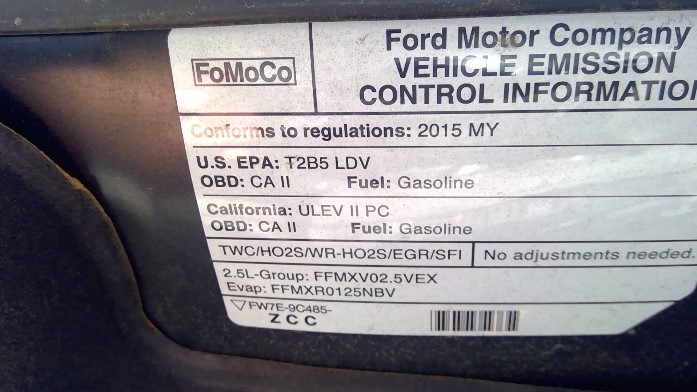 FoMoCo
Ford Motor Company
VEHICLE EMISSION
CONTROL INFORMATIO
Conforms to regulations: 2015 MY
U.S. EPA: T2B5 LDV
OBD: CA II Fuel: Gasoline
California: ULEV II PC
OBD: CA II Fuel: Gasoline
TWC/HO2S/WR-HO2S/EGR/SFI No adjustments needed.
2.5L-Group: FFMXV02.5VEX
Evap: FFMXR0125NBV
FW7E-9C485-
ZCC